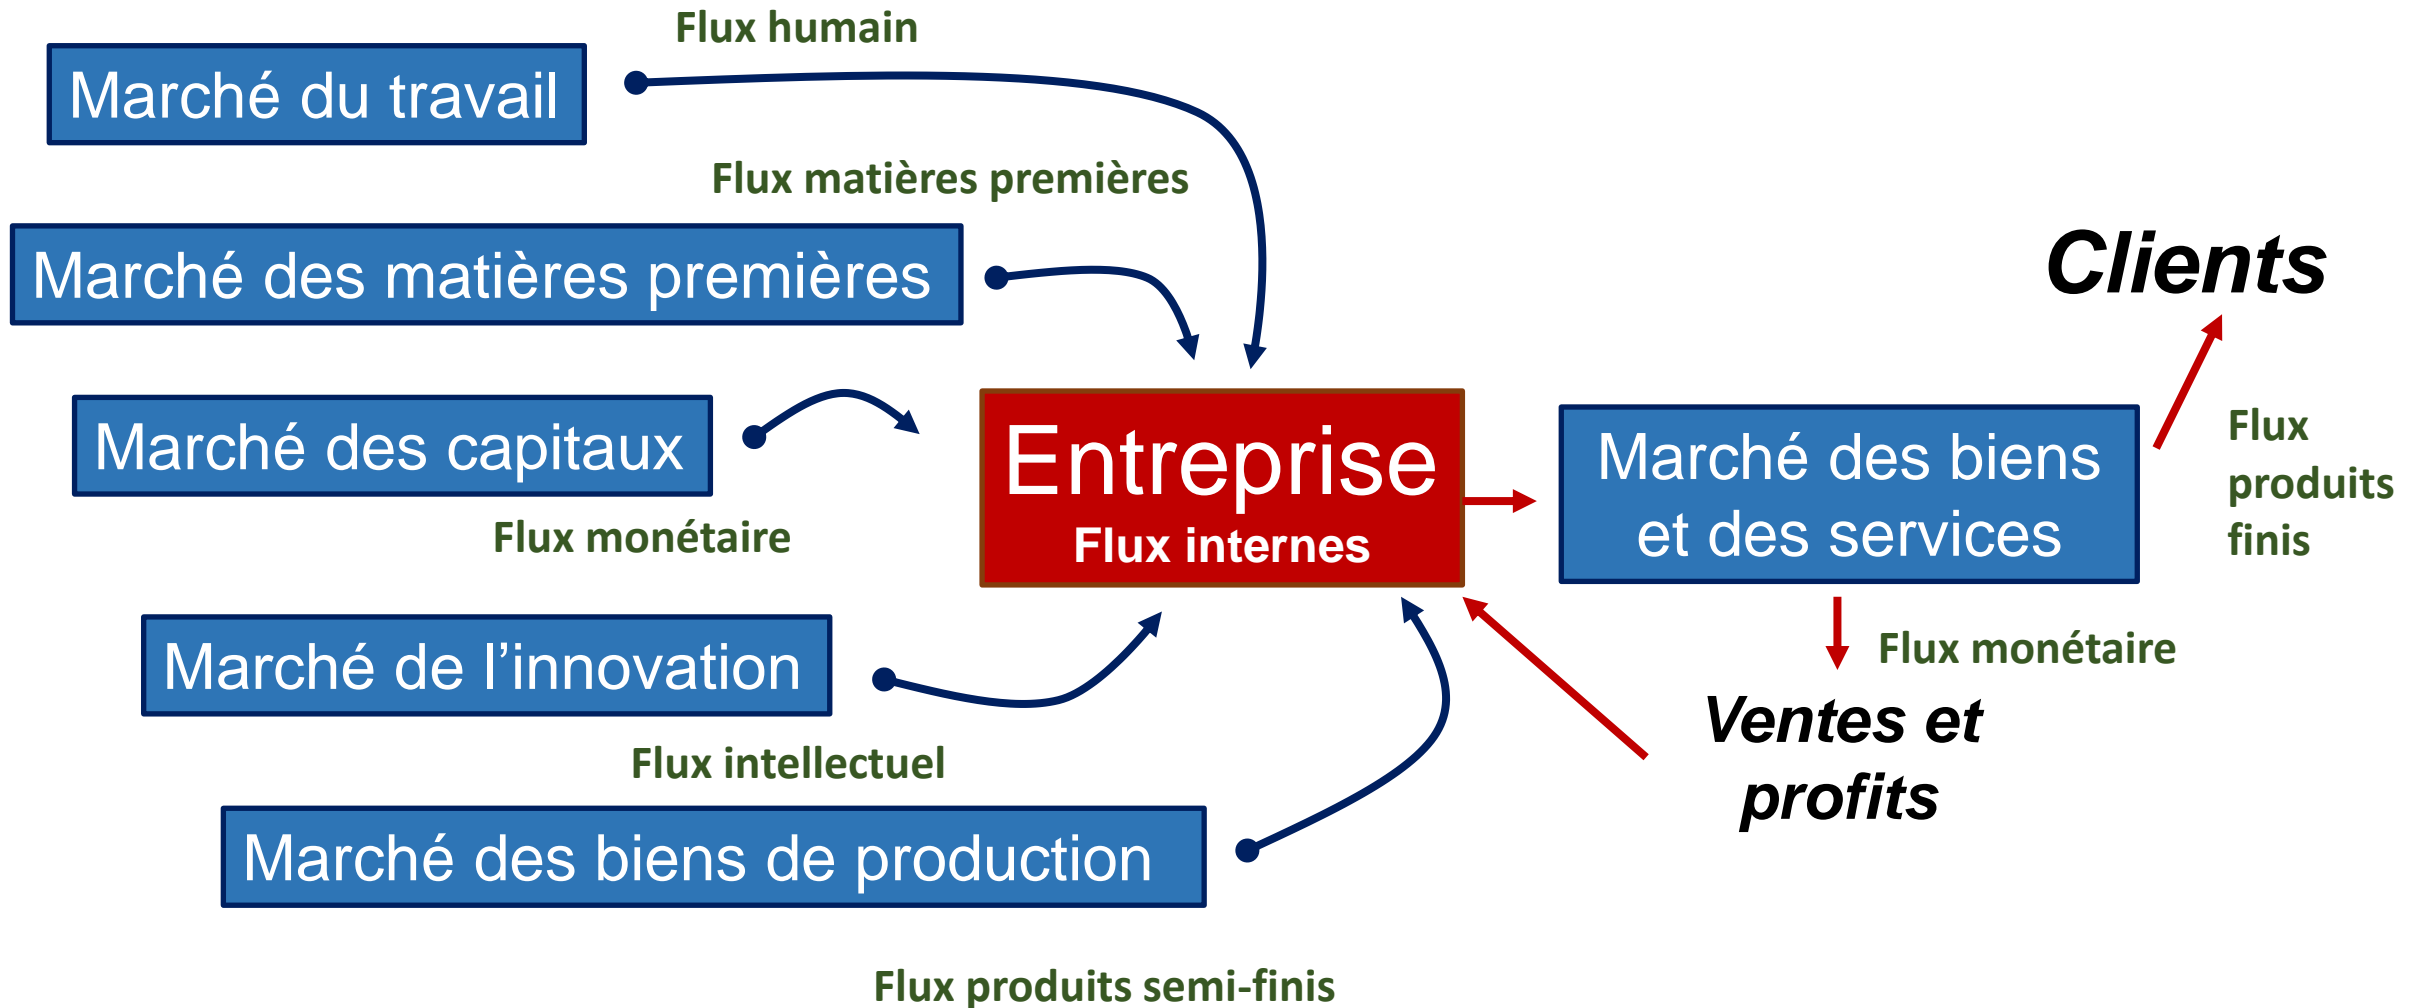 Flux humain
Marché du travail
Flux matières premières
Marché des matières premières
Clients
Marché des capitaux
Flux monétaire
Entreprise
Flux internes
Marché des biens
et des services
Flux
produits
finis
Marché de l’innovation
Flux monétaire
Ventes et
profits
Flux intellectuel
Marché des biens de production
Flux produits semi-finis